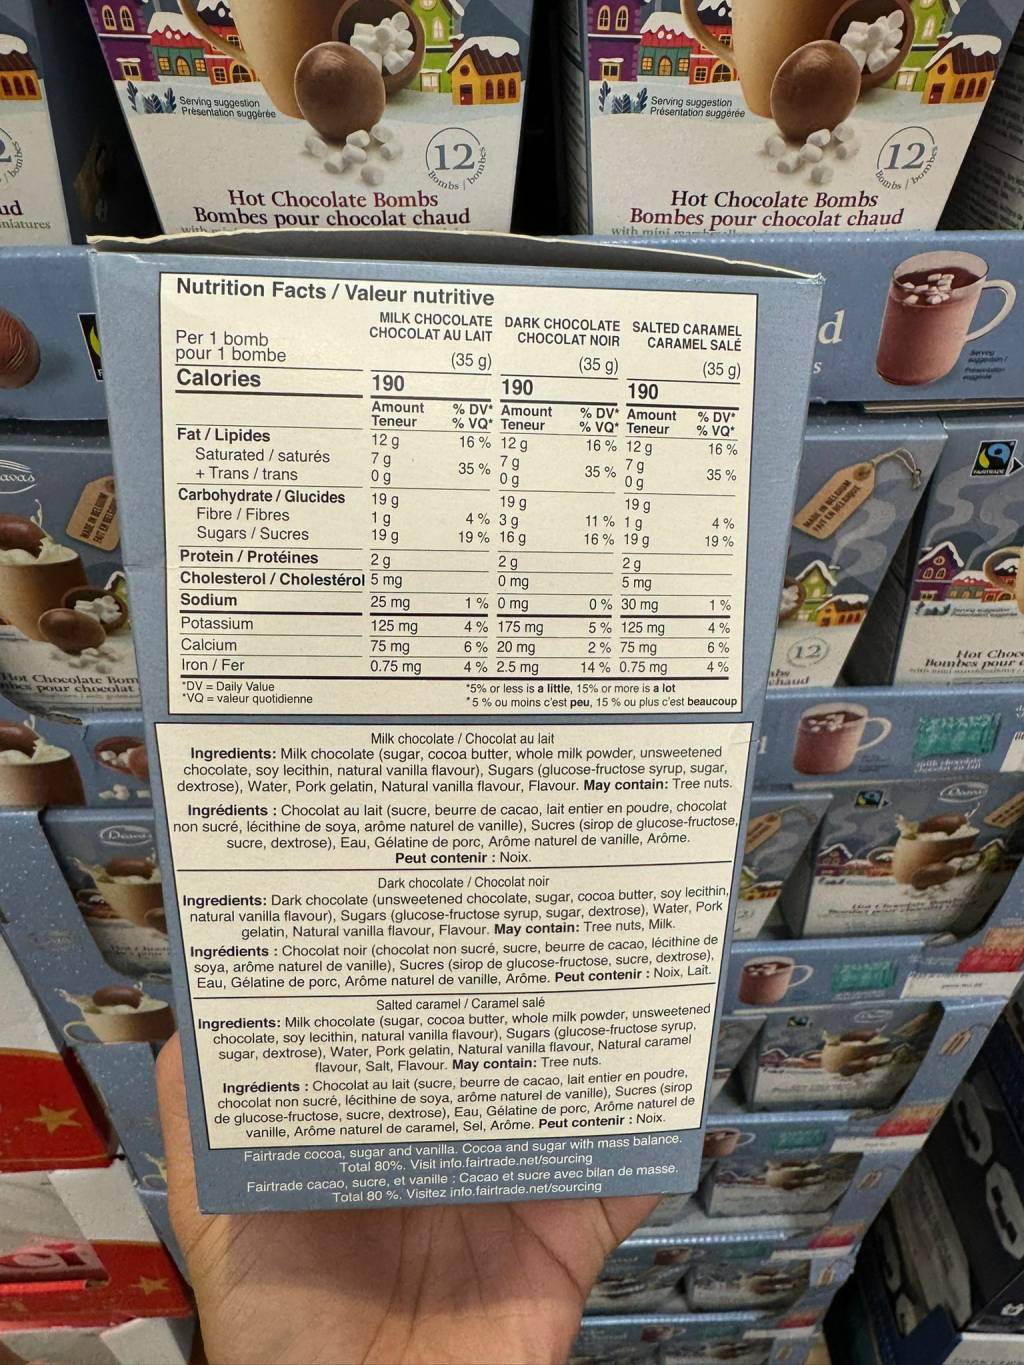 Serving suggestion
Présentation suggérée
12
Bombs / bombes
Hot Chocolate Bombs
Bombes pour chocolat chaud
Serving suggestion
Présentation suggérée
12
Bombs / bombes
Hot Chocolate Bombs
Bombes pour chocolat chaud
with mini
Nutrition Facts / Valeur nutritive
Per 1 bomb
pour 1 bombe
MILK CHOCOLATE DARK CHOCOLATE SALTED CARAMEL
CHOCOLAT AU LAIT CHOCOLAT NOIR CARAMEL SALÉ
(35 g) (35 g) (35 g)
Calories 190 190 190
Amount % DV* Amount % DV* Amount % DV*
Teneur % VQ* Teneur % VQ* Teneur % VQ*
Fat / Lipides 12 g 16 % 12 g 16 % 12 g 16 %
Saturated / saturés 7 g 7 g 7 g
+ Trans / trans 0 g 35 % 0 g 35 % 0 g 35 %
Carbohydrate / Glucides 19 g 19 g 19 g
Fibre / Fibres 1 g 4 % 3 g 11 % 1 g 4 %
Sugars / Sucres 19 g 19 % 16 g 16 % 19 g 19 %
Protein / Protéines 2 g 2 g 2 g
Cholesterol / Cholestérol 5 mg 0 mg 5 mg
Sodium 25 mg 1 % 0 mg 0 % 30 mg 1 %
Potassium 125 mg 4 % 175 mg 5 % 125 mg 4 %
Calcium 75 mg 6 % 20 mg 2 % 75 mg 6 %
Iron / Fer 0.75 mg 4 % 2.5 mg 14 % 0.75 mg 4 %
*DV = Daily Value *5% or less is a little, 15% or more is a lot
*VQ = valeur quotidienne *5 % ou moins c'est peu, 15 % ou plus c'est beaucoup
Milk chocolate / Chocolat au lait
Ingredients: Milk chocolate (sugar, cocoa butter, whole milk powder, unsweetened
chocolate, soy lecithin, natural vanilla flavour), Sugars (glucose-fructose syrup, sugar,
dextrose), Water, Pork gelatin, Natural vanilla flavour, Flavour. May contain: Tree nuts.
Ingrédients : Chocolat au lait (sucre, beurre de cacao, lait entier en poudre, chocolat
non sucré, lécithine de soya, arôme naturel de vanille), Sucres (sirop de glucose-fructose,
sucre, dextrose), Eau, Gélatine de porc, Arôme naturel de vanille, Arôme.
Peut contenir : Noix.
Dark chocolate / Chocolat noir
Ingredients: Dark chocolate (unsweetened chocolate, sugar, cocoa butter, soy lecithin,
natural vanilla flavour), Sugars (glucose-fructose syrup, sugar, dextrose), Water, Pork
gelatin, Natural vanilla flavour, Flavour. May contain: Tree nuts, Milk.
Ingrédients : Chocolat noir (chocolat non sucré, sucre, beurre de cacao, lécithine de
soya, arôme naturel de vanille), Sucres (sirop de glucose-fructose, sucre, dextrose),
Eau, Gélatine de porc, Arôme naturel de vanille, Arôme. Peut contenir : Noix, Lait.
Salted caramel / Caramel salé
Ingredients: Milk chocolate (sugar, cocoa butter, whole milk powder, unsweetened
chocolate, soy lecithin, natural vanilla flavour), Sugars (glucose-fructose syrup,
sugar, dextrose), Water, Pork gelatin, Natural vanilla flavour, Natural caramel
flavour, Salt, Flavour. May contain: Tree nuts.
Ingrédients : Chocolat au lait (sucre, beurre de cacao, lait entier en poudre,
chocolat non sucré, lécithine de soya, arôme naturel de vanille), Sucres (sirop
de glucose-fructose, sucre, dextrose), Eau, Gélatine de porc, Arôme naturel de
vanille, Arôme naturel de caramel, Sel, Arôme. Peut contenir : Noix.
Fairtrade cocoa, sugar and vanilla. Cocoa and sugar with mass balance.
Total 80%. Visit info.fairtrade.net/sourcing
Fairtrade cacao, sucre, et vanille : Cacao et sucre avec bilan de masse.
Total 80 %. Visitez info.fairtrade.net/sourcing
MADE IN BELGIUM
FAIT EN BELGIQUE
FAIRTRADE
12
Hot Choc
Bombes pour
Hot Chocolate Bom
pour chocolat